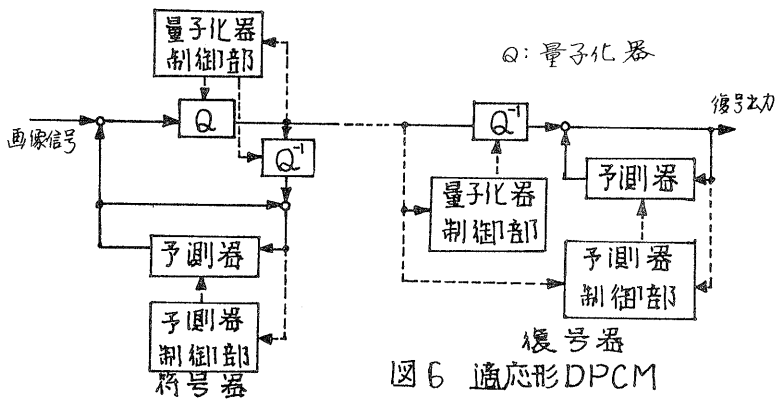 量子化器
制御部
Q: 量子化器
画像信号
Q
Q⁻¹
予測器
予測器
制御部
符号器
Q⁻¹
復号出力
予測器
量子化器
制御部
予測器
制御部
復号器
図6 適応形DPCM